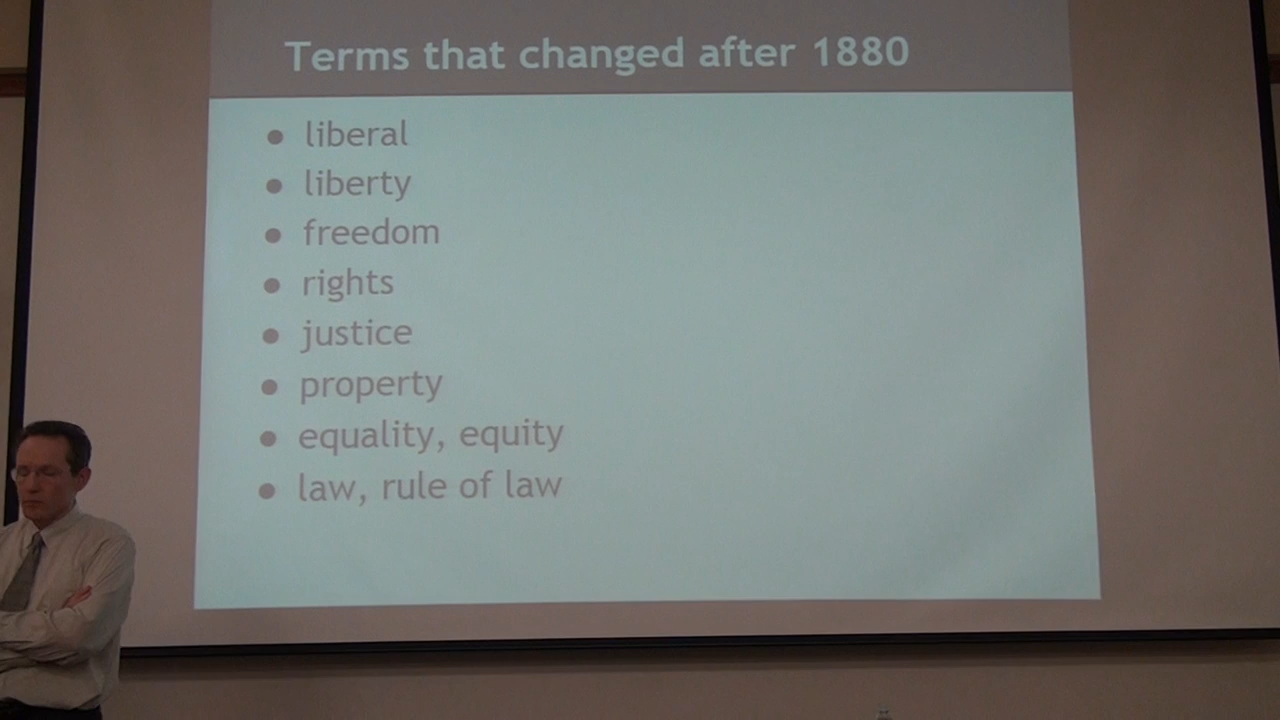 Terms that changed after 1880
● liberal
● liberty
● freedom
● rights
● justice
● property
● equality, equity
● law, rule of law